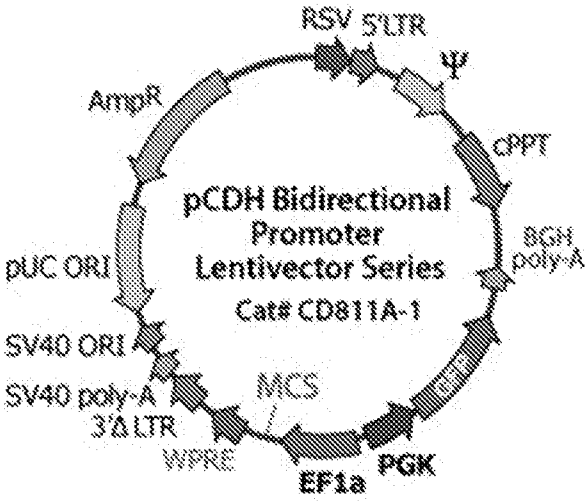 RSV 5'LTR
Ψ
AmpR
cPPT
pCDH Bidirectional
Promoter
Lentivector Series
Cat# CD811A-1
BGH
poly-A
pUC ORI
SV40 ORI
SV40 poly-A
3'Δ LTR
MCS
WPRE
EF1a
PGK